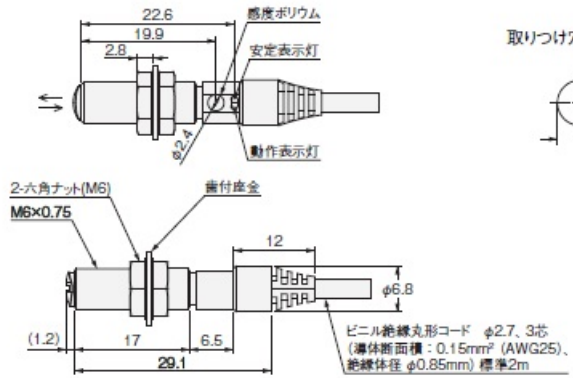 22.6
感度ボリウム
19.9
安定表示灯
2.8
取りつけ穴
φ2.4
動作表示灯
2-六角ナット(M6)
歯付座金
M6×0.75
12
φ6.8
(1.2)
17
6.5
29.1
ビニル絶縁丸形コード φ2.7、3芯
(導体断面積：0.15mm² (AWG25)、
絶縁体径 φ0.85mm) 標準2m